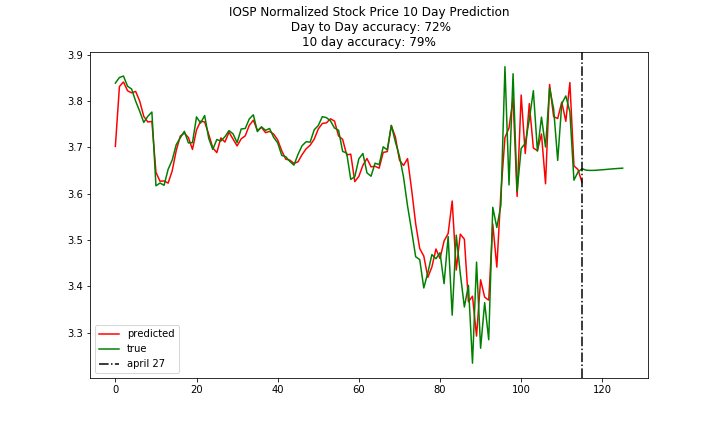 IOSP Normalized Stock Price 10 Day Prediction
Day to Day accuracy: 72%
10 day accuracy: 79%
3.9
3.8
3.7
3.6
3.5
3.4
3.3
predicted
true
april 27
0
20
40
60
80
100
120